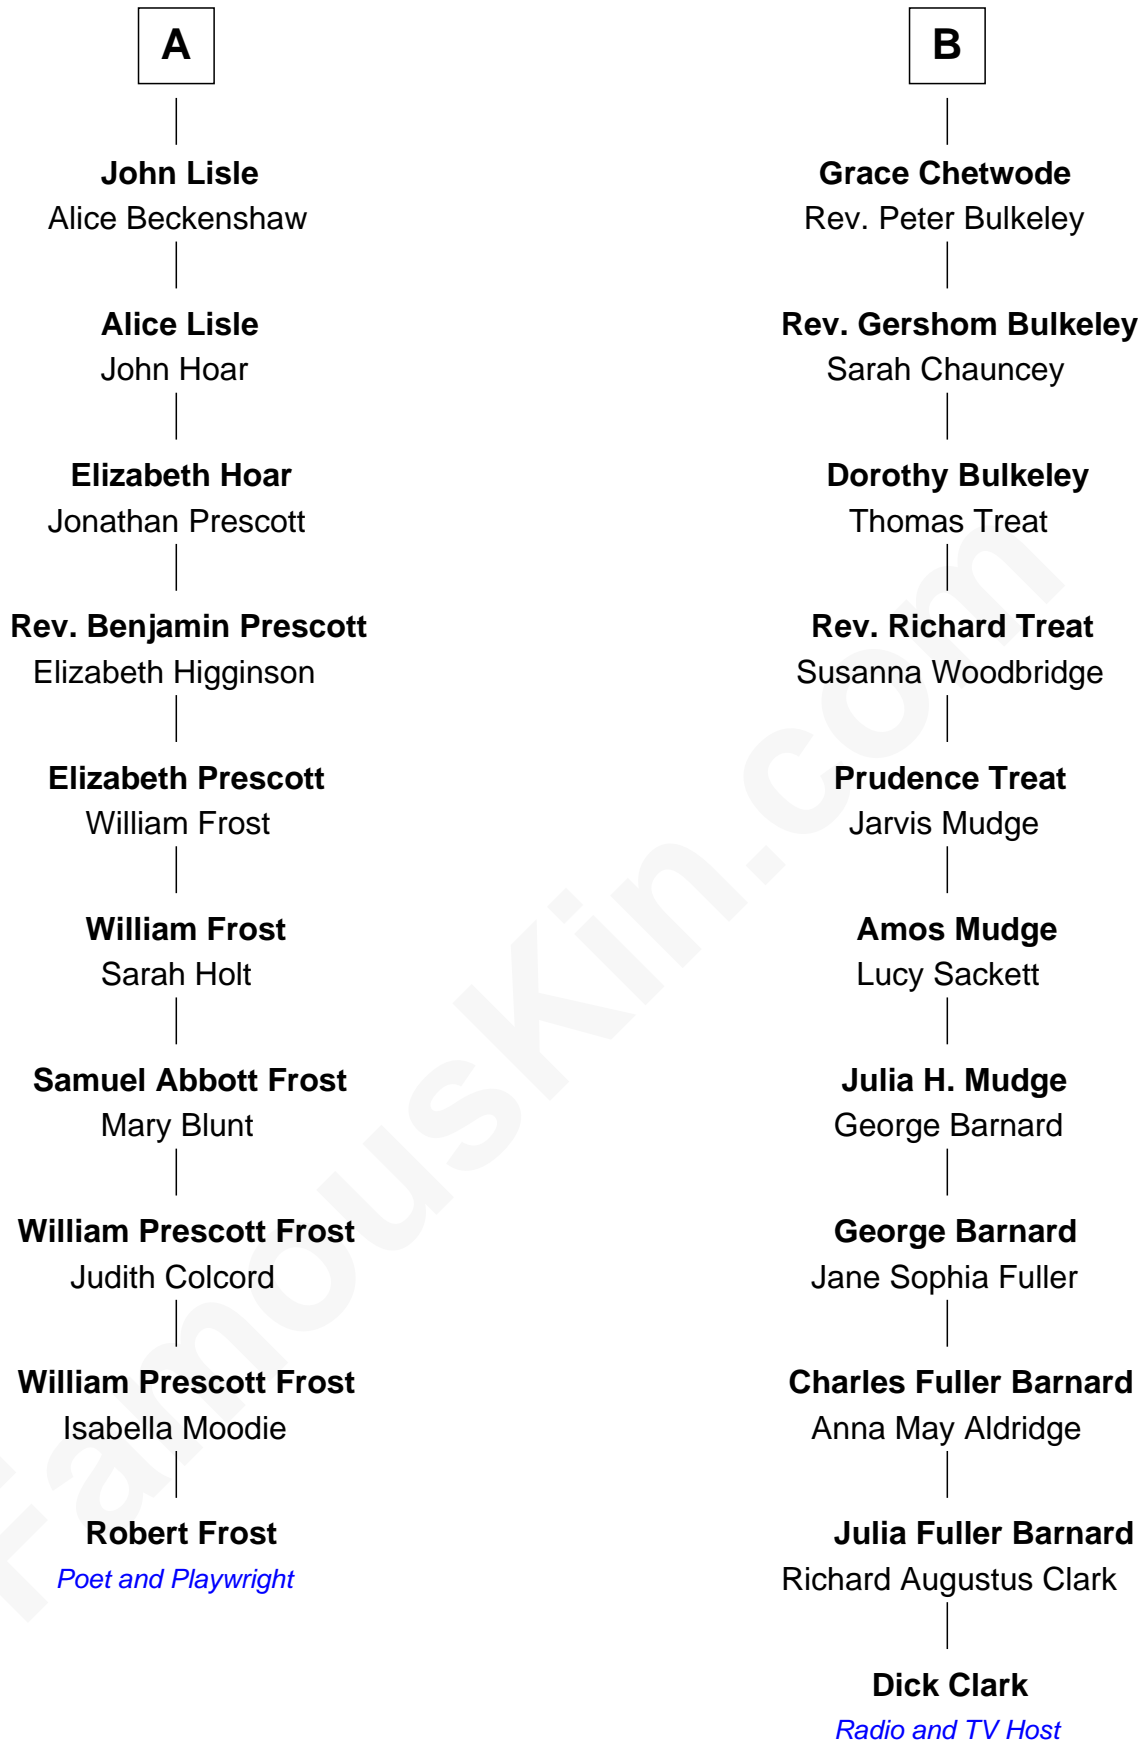 A
John Lisle
Alice Beckenshaw
Alice Lisle
John Hoar
Elizabeth Hoar
Jonathan Prescott
Rev. Benjamin Prescott
Elizabeth Higginson
Elizabeth Prescott
William Frost
William Frost
Sarah Holt
Samuel Abbott Frost
Mary Blunt
William Prescott Frost
Judith Colcord
William Prescott Frost
Isabella Moodie
Robert Frost
Poet and Playwright
B
Grace Chetwode
Rev. Peter Bulkeley
Rev. Gershom Bulkeley
Sarah Chauncey
Dorothy Bulkeley
Thomas Treat
Rev. Richard Treat
Susanna Woodbridge
Prudence Treat
Jarvis Mudge
Amos Mudge
Lucy Sackett
Julia H. Mudge
George Barnard
George Barnard
Jane Sophia Fuller
Charles Fuller Barnard
Anna May Aldridge
Julia Fuller Barnard
Richard Augustus Clark
Dick Clark
Radio and TV Host
FamousKin.com